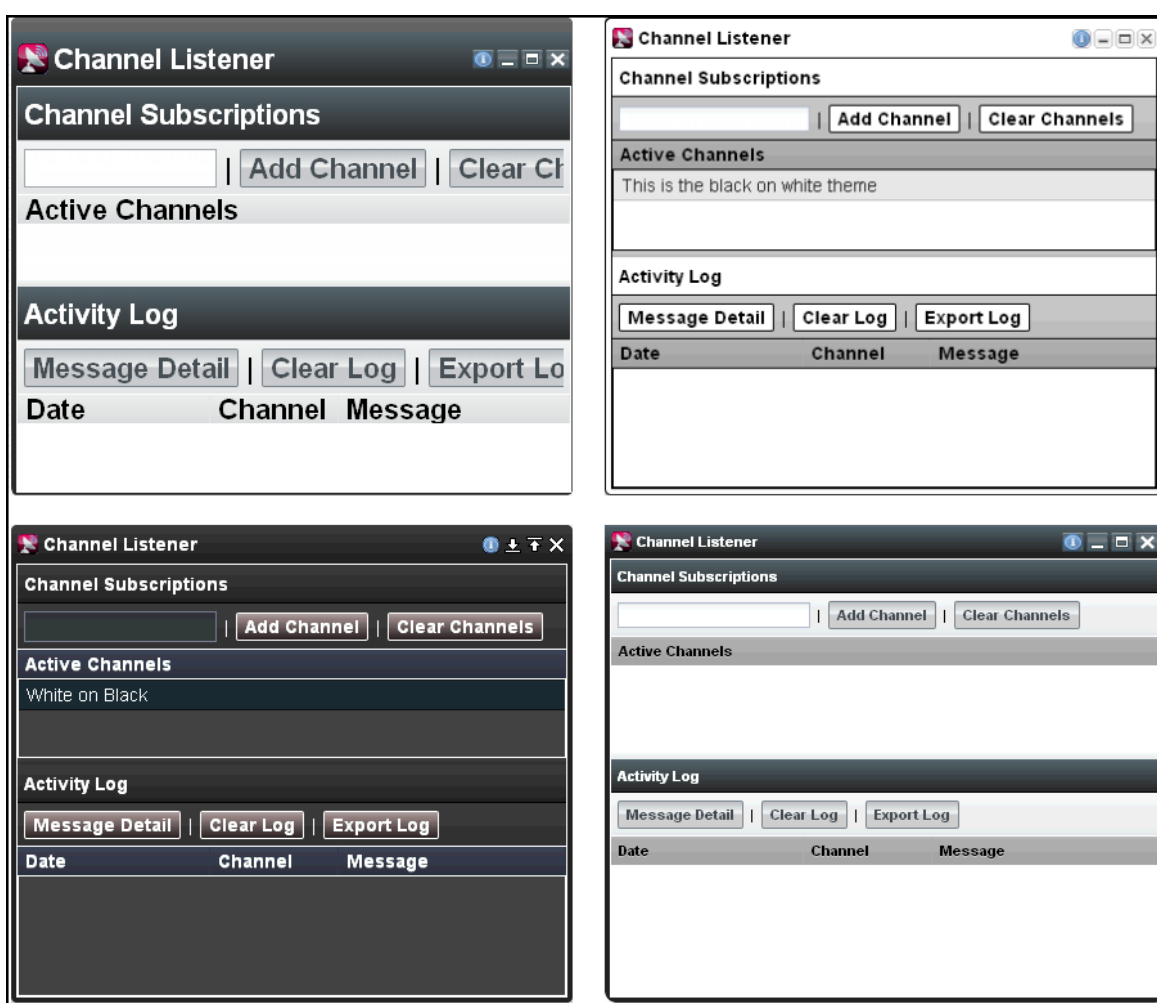 Channel Listener
Channel Subscriptions
| Add Channel | Clear Ch
Active Channels
Activity Log
Message Detail | Clear Log | Export Lo
Date Channel Message
Channel Listener
Channel Subscriptions
| Add Channel | Clear Channels
Active Channels
This is the black on white theme
Activity Log
Message Detail | Clear Log | Export Log
Date Channel Message
Channel Listener
Channel Subscriptions
| Add Channel | Clear Channels
Active Channels
White on Black
Activity Log
Message Detail | Clear Log | Export Log
Date Channel Message
Channel Listener
Channel Subscriptions
| Add Channel | Clear Channels
Active Channels
Activity Log
Message Detail | Clear Log | Export Log
Date Channel Message